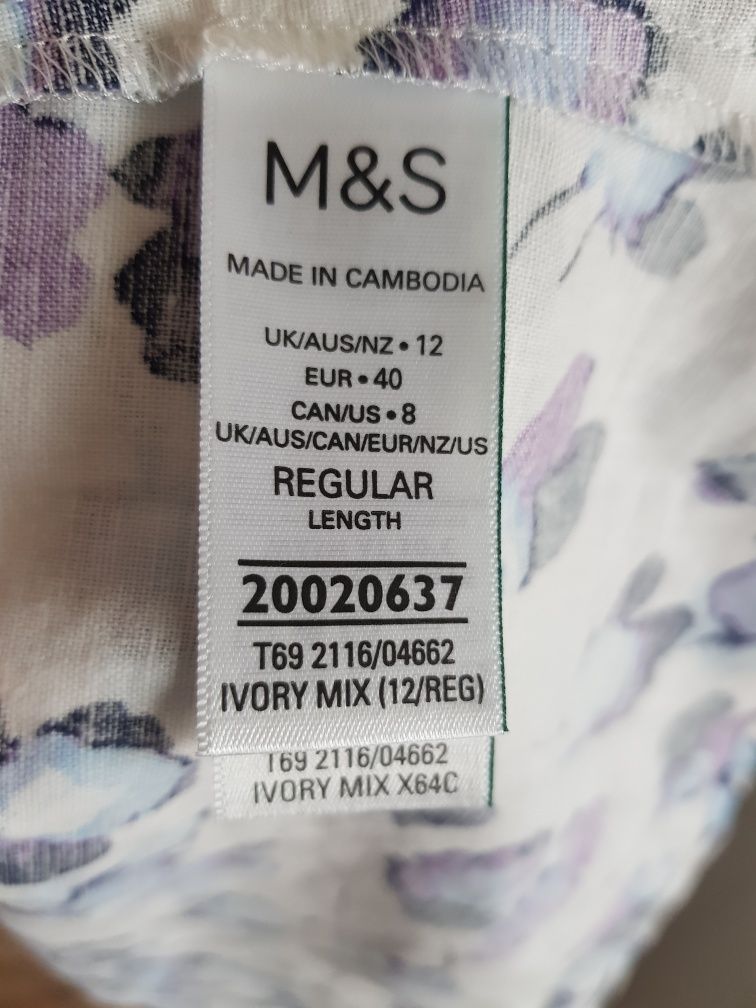 M&S
MADE IN CAMBODIA
UK/AUS/NZ • 12
EUR • 40
CAN/US • 8
UK/AUS/CAN/EUR/NZ/US
REGULAR
LENGTH
20020637
T69 2116/04662
IVORY MIX (12/REG)
T69 2116/04662
IVORY MIX X64C